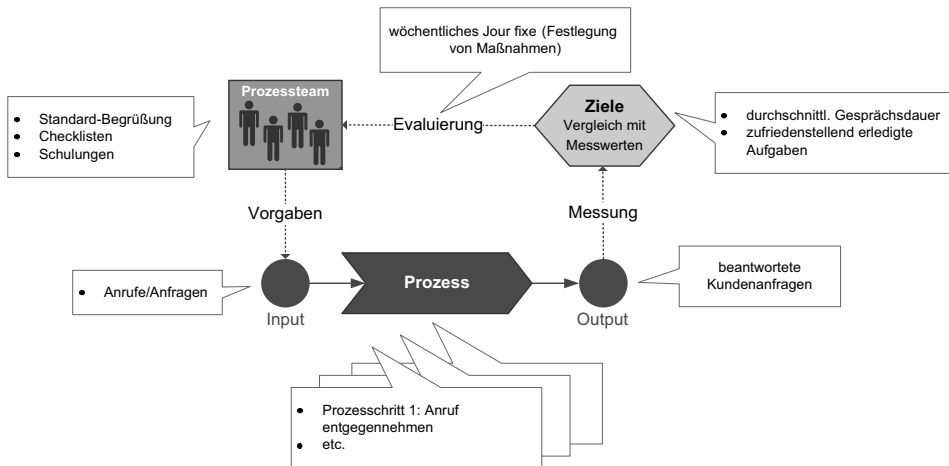 wöchentliches Jour fixe (Festlegung
von Maßnahmen)
Prozessteam
Ziele
Vergleich mit
Messwerten
Evaluierung
• Standard-Begrüßung
• Checklisten
• Schulungen
• durchschnittl. Gesprächsdauer
• zufriedenstellend erledigte
Aufgaben
Vorgaben
Messung
• Anrufe/Anfragen
Prozess
beantwortete
Kundenanfragen
Input
Output
• Prozesschritt 1: Anruf
entgegennehmen
• etc.